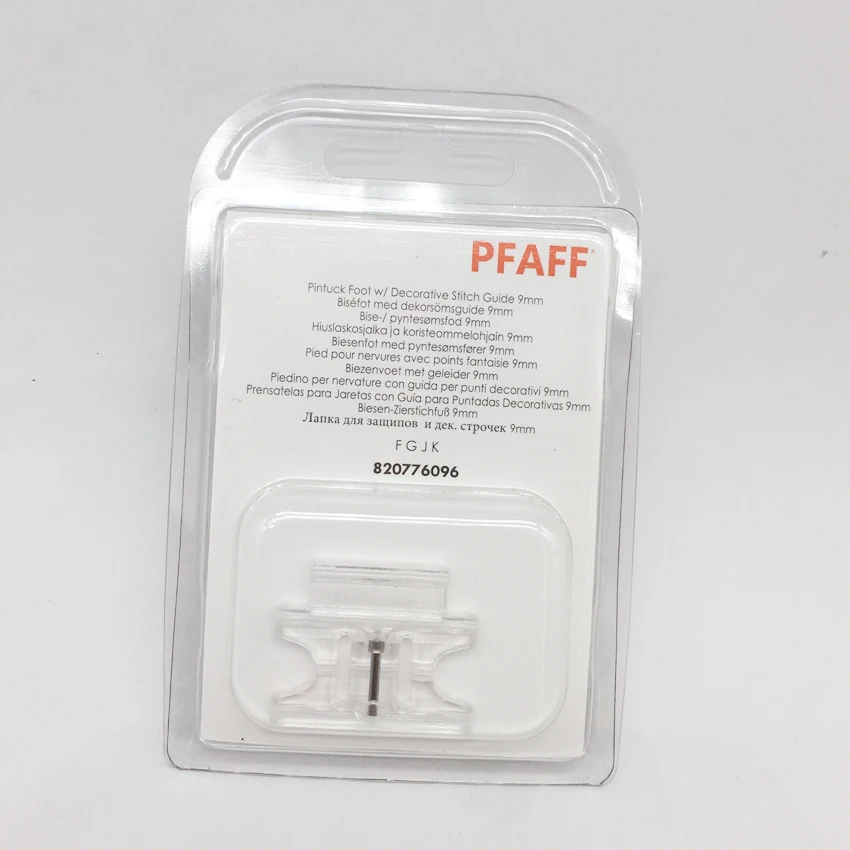 PFAFF
Pintuck Foot w/ Decorative Stitch Guide 9mm
Biséfot med dekorsömsguide 9mm
Bise-/ pyntesømsfod 9mm
Hiuslaskosjalka ja koristeommelohjain 9mm
Biesenfot med pyntesømsfører 9mm
Pied pour nervures avec points fantaisie 9mm
Biezenvoet met geleider 9mm
Piedino per nervature con guida per punti decorativi 9mm
Prensatelas para Jaretas con Guía para Puntadas Decorativas 9mm
Biesen-Zierstichfuß 9mm
Лапка для защипов и дек. строчек 9mm
F G J K
820776096